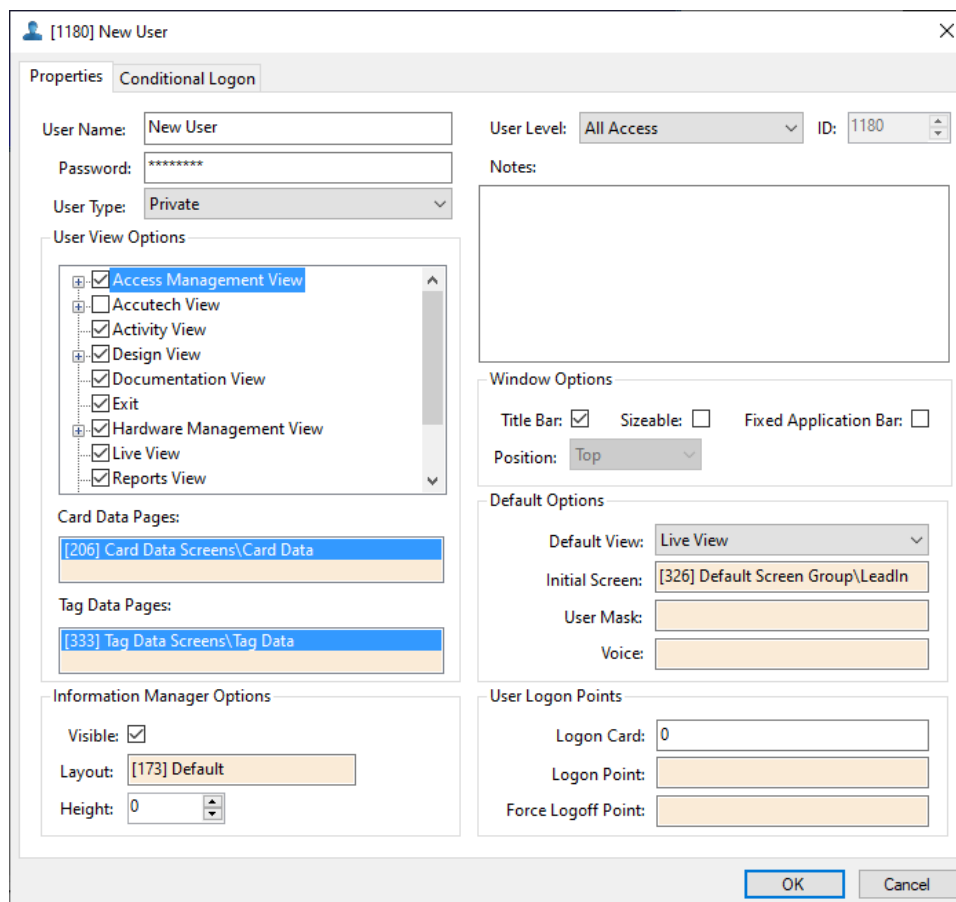 [1180] New User
Properties
Conditional Logon
User Name: New User
Password: ********
User Type: Private
User View Options
Access Management View
Accutech View
Activity View
Design View
Documentation View
Exit
Hardware Management View
Live View
Reports View
Card Data Pages:
[206] Card Data Screens\Card Data
Tag Data Pages:
[333] Tag Data Screens\Tag Data
Information Manager Options
Visible:
Layout: [173] Default
Height: 0
User Level: All Access ID: 1180
Notes:
Window Options
Title Bar: Sizeable: Fixed Application Bar:
Position: Top
Default Options
Default View: Live View
Initial Screen: [326] Default Screen Group\LeadIn
User Mask:
Voice:
User Logon Points
Logon Card: 0
Logon Point:
Force Logoff Point:
OK Cancel